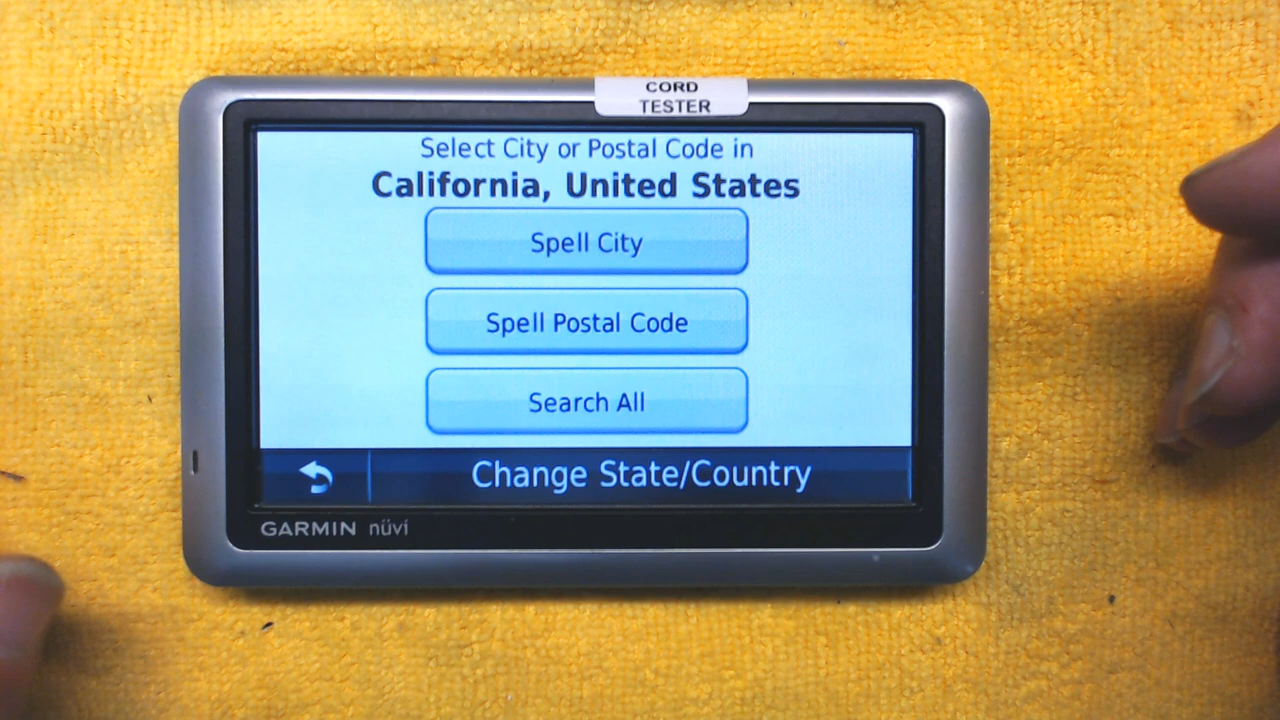 CORD
TESTER
Select City or Postal Code in
California, United States
Spell City
Spell Postal Code
Search All
Change State/Country
GARMIN nüvi